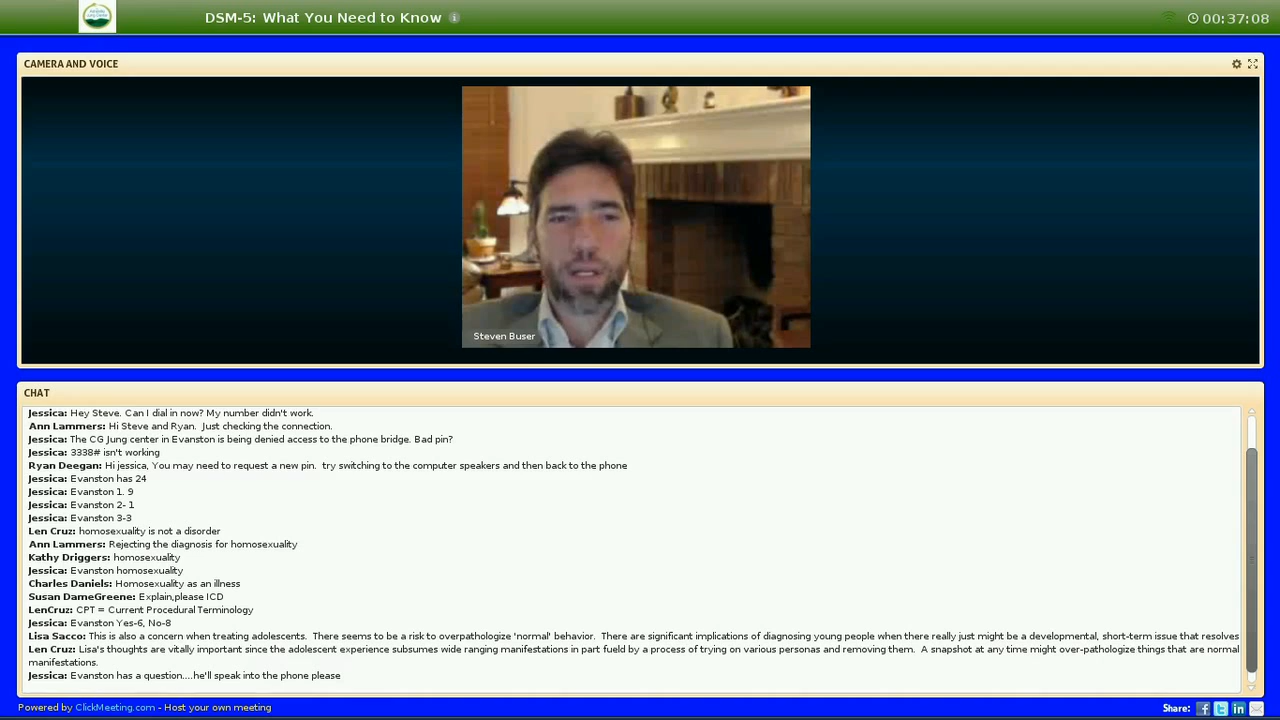 DSM-5: What You Need to Know
00:37:08
CAMERA AND VOICE
Steven Buser
CHAT
Jessica: Hey Steve. Can I dial in now? My number didn't work.
Ann Lammers: Hi Steve and Ryan.  Just checking the connection.
Jessica: The CG Jung center in Evanston is being denied access to the phone bridge. Bad pin?
Jessica: 3338# isn't working
Ryan Deegan: Hi jessica, You may need to request a new pin.  try switching to the computer speakers and then back to the phone
Jessica: Evanston has 24
Jessica: Evanston 1. 9
Jessica: Evanston 2- 1
Jessica: Evanston 3-3
Len Cruz: homosexuality is not a disorder
Ann Lammers: Rejecting the diagnosis for homosexuality
Kathy Driggers: homosexuality
Jessica: Evanston homosexuality
Charles Daniels: Homosexuality as an illness
Susan DameGreene: Explain,please ICD
LenCruz: CPT = Current Procedural Terminology
Jessica: Evanston Yes-6, No-8
Lisa Sacco: This is also a concern when treating adolescents.  There seems to be a risk to overpathologize 'normal' behavior.  There are significant implications of diagnosing young people when there really just might be a developmental, short-term issue that resolves
Len Cruz: Lisa's thoughts are vitally important since the adolescent experience subsumes wide ranging manifestations in part fueld by a process of trying on various personas and removing them.  A snapshot at any time might over-pathologize things that are normal
manifestations.
Jessica: Evanston has a question....he'll speak into the phone please
Powered by ClickMeeting.com - Host your own meeting
Share: